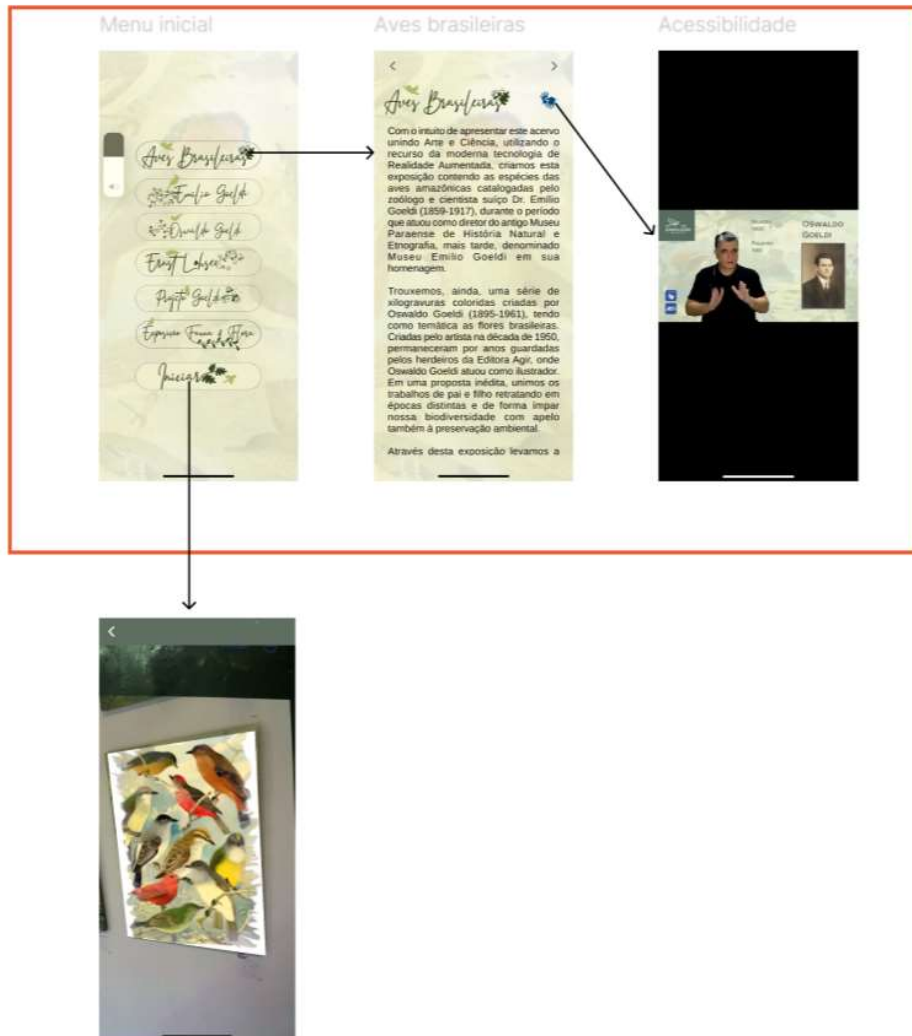 Menu inicial
Aves brasileiras
Acessibilidade
Aves Brasileiras
Emílio Goeldi
Oswaldo Goeldi
Ernst Lohse
Projeto Goeldi
Exposição Fauna & Flora
Iniciar
Aves Brasileiras
Com o intuito de apresentar este acervo
unindo Arte e Ciência, utilizando o
recurso da moderna tecnologia de
Realidade Aumentada, criamos esta
exposição contendo as espécies das
aves amazônicas catalogadas pelo
zoólogo e cientista suíço Dr. Emílio
Goeldi (1859-1917), durante o período
que atuou como diretor do antigo Museu
Paraense de História Natural e
Etnografia, mais tarde, denominado
Museu Emilio Goeldi em sua
homenagem.
Trouxemos, ainda, uma série de
xilogravuras coloridas criadas por
Oswaldo Goeldi (1895-1961), tendo
como temática as flores brasileiras.
Criadas pelo artista na década de 1950,
permaneceram por anos guardadas
pelos herdeiros da Editora Agir, onde
Oswaldo Goeldi atuou como ilustrador.
Em uma proposta inédita, unimos os
trabalhos de pai e filho retratando em
épocas distintas e de forma ímpar
nossa biodiversidade com apelo
também à preservação ambiental.
Através desta exposição levamos a
Oswaldo
Goeldi